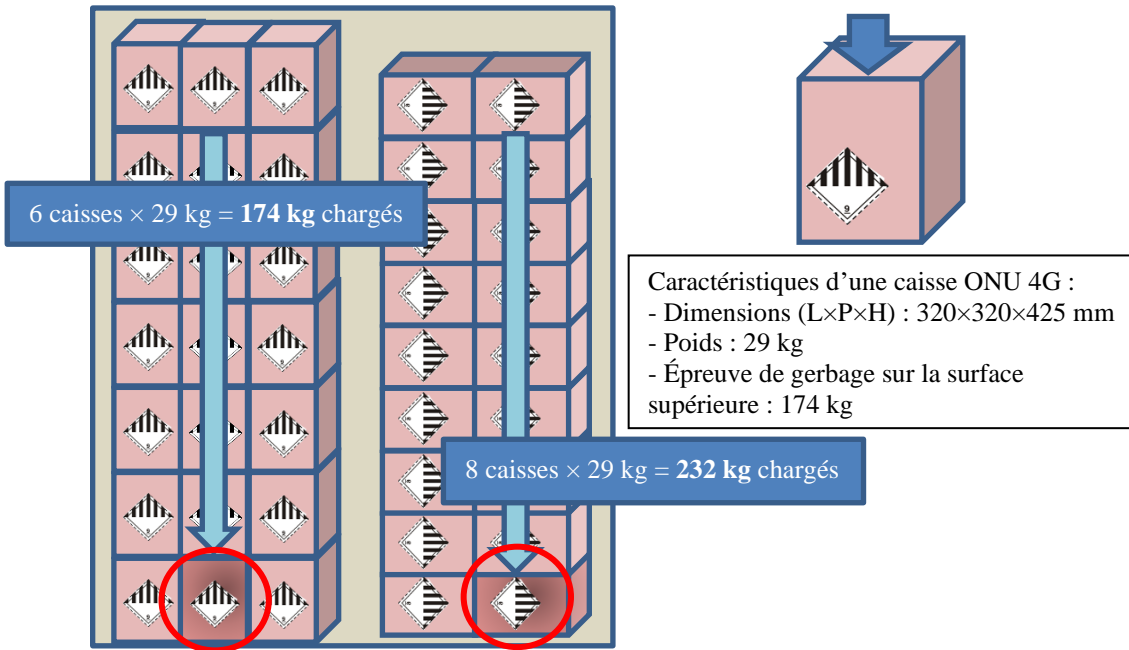 6 caisses × 29 kg = 174 kg chargés
8 caisses × 29 kg = 232 kg chargés
9
Caractéristiques d'une caisse ONU 4G :
- Dimensions (L×P×H) : 320×320×425 mm
- Poids : 29 kg
- Épreuve de gerbage sur la surface
supérieure : 174 kg